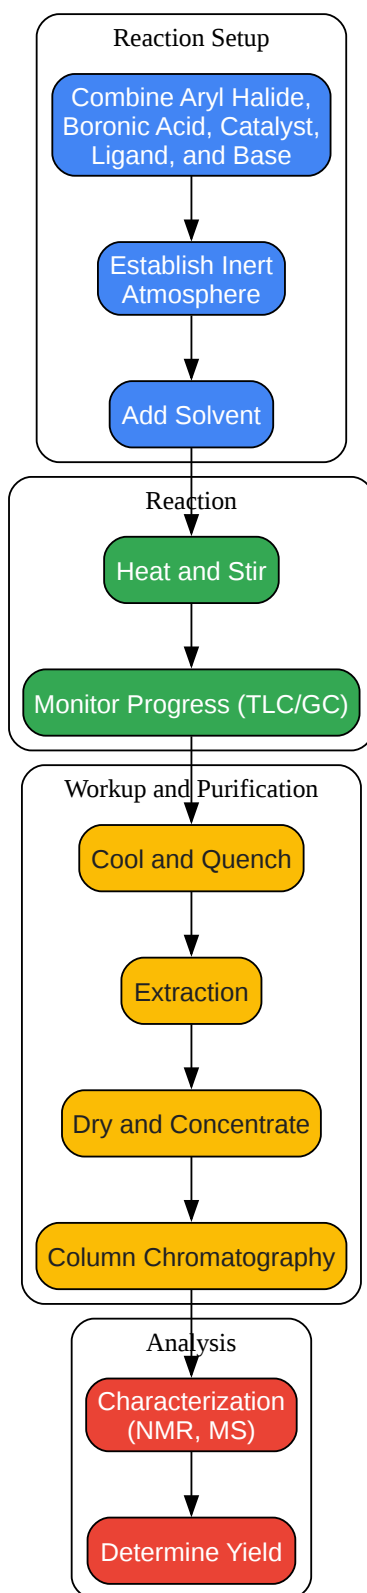 Reaction Setup
Combine Aryl Halide,
Boronic Acid, Catalyst,
Ligand, and Base
Establish Inert
Atmosphere
Add Solvent
Reaction
Heat and Stir
Monitor Progress (TLC/GC)
Workup and Purification
Cool and Quench
Extraction
Dry and Concentrate
Column Chromatography
Analysis
Characterization
(NMR, MS)
Determine Yield